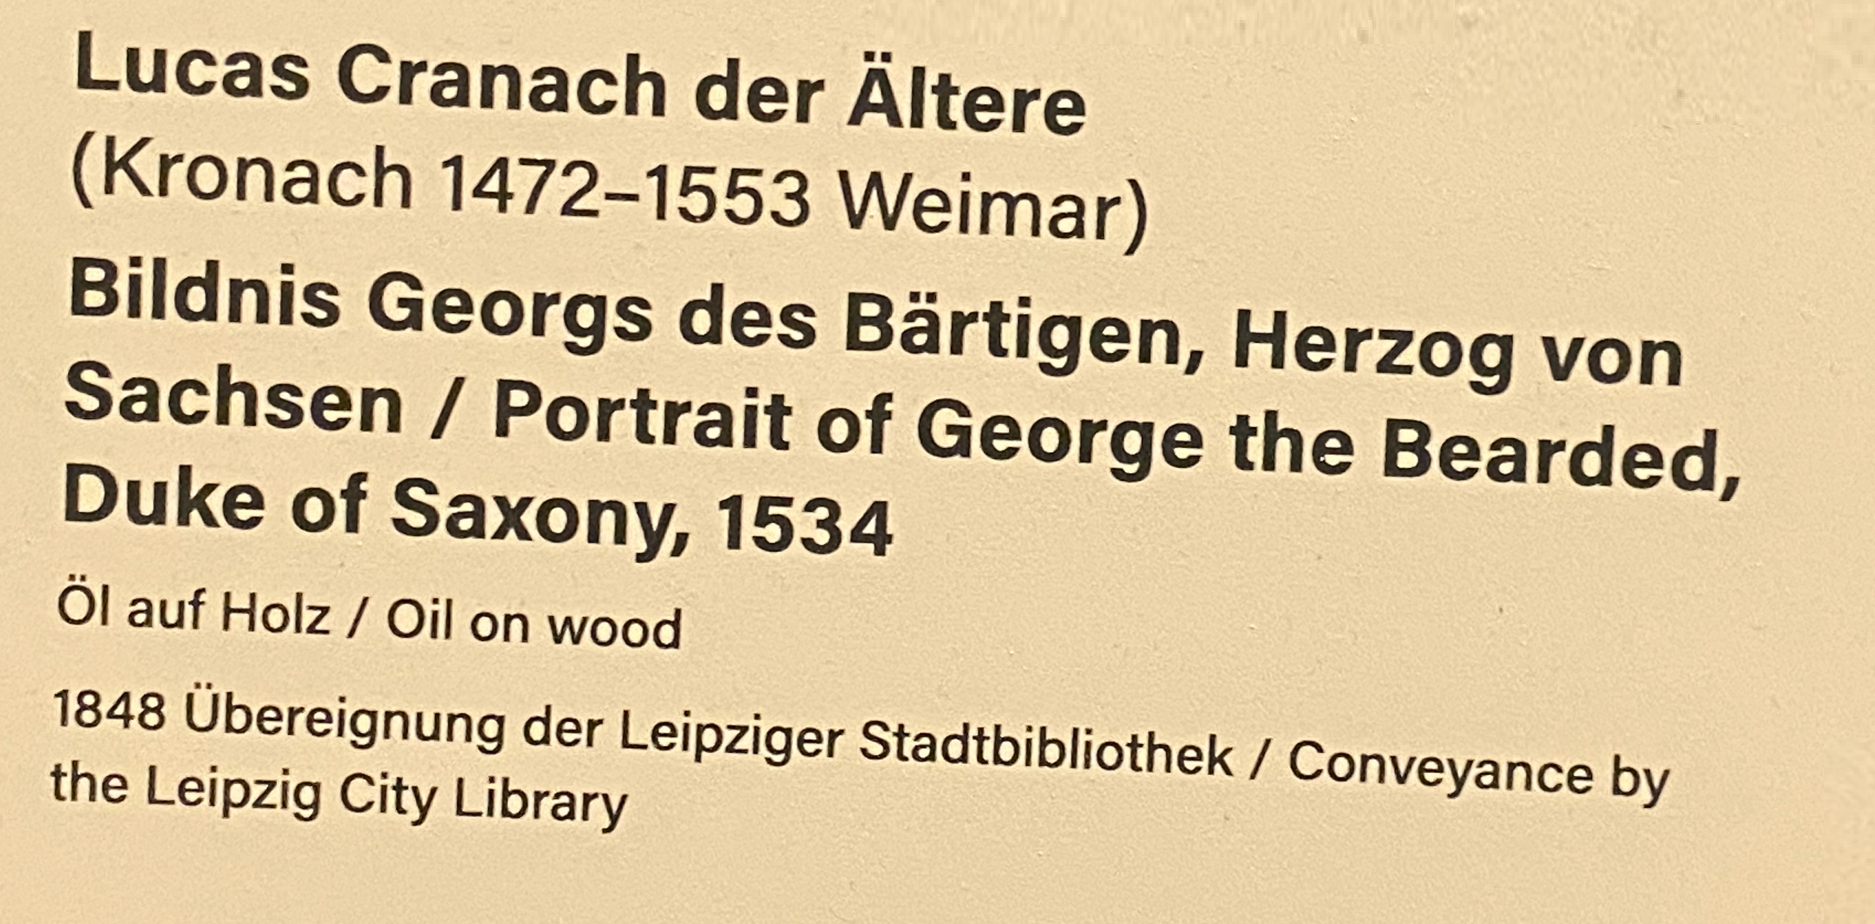 Lucas Cranach der Ältere
(Kronach 1472–1553 Weimar)
Bildnis Georgs des Bärtigen, Herzog von
Sachsen / Portrait of George the Bearded,
Duke of Saxony, 1534
Öl auf Holz / Oil on wood
1848 Übereignung der Leipziger Stadtbibliothek / Conveyance by
the Leipzig City Library